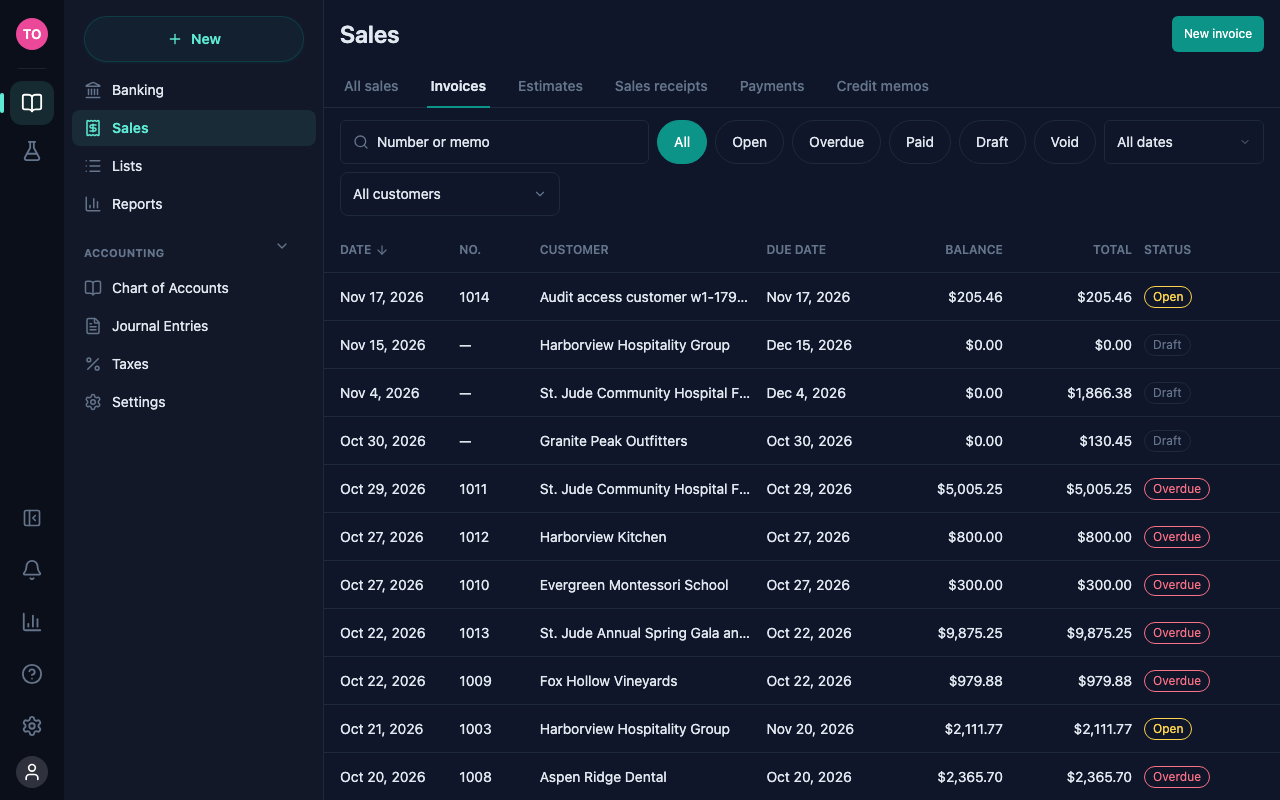 TO
New
Banking
Sales
Lists
Reports
ACCOUNTING
Chart of Accounts
Journal Entries
Taxes
Settings
Sales
New invoice
All sales Invoices Estimates Sales receipts Payments Credit memos
Number or memo All Open Overdue Paid Draft Void All dates
All customers
DATE NO. CUSTOMER DUE DATE BALANCE TOTAL STATUS
Nov 17, 2026 1014 Audit access customer w1-179... Nov 17, 2026 $205.46 $205.46 Open
Nov 15, 2026 — Harborview Hospitality Group Dec 15, 2026 $0.00 $0.00 Draft
Nov 4, 2026 — St. Jude Community Hospital F... Dec 4, 2026 $0.00 $1,866.38 Draft
Oct 30, 2026 — Granite Peak Outfitters Oct 30, 2026 $0.00 $130.45 Draft
Oct 29, 2026 1011 St. Jude Community Hospital F... Oct 29, 2026 $5,005.25 $5,005.25 Overdue
Oct 27, 2026 1012 Harborview Kitchen Oct 27, 2026 $800.00 $800.00 Overdue
Oct 27, 2026 1010 Evergreen Montessori School Oct 27, 2026 $300.00 $300.00 Overdue
Oct 22, 2026 1013 St. Jude Annual Spring Gala an... Oct 22, 2026 $9,875.25 $9,875.25 Overdue
Oct 22, 2026 1009 Fox Hollow Vineyards Oct 22, 2026 $979.88 $979.88 Overdue
Oct 21, 2026 1003 Harborview Hospitality Group Nov 20, 2026 $2,111.77 $2,111.77 Open
Oct 20, 2026 1008 Aspen Ridge Dental Oct 20, 2026 $2,365.70 $2,365.70 Overdue